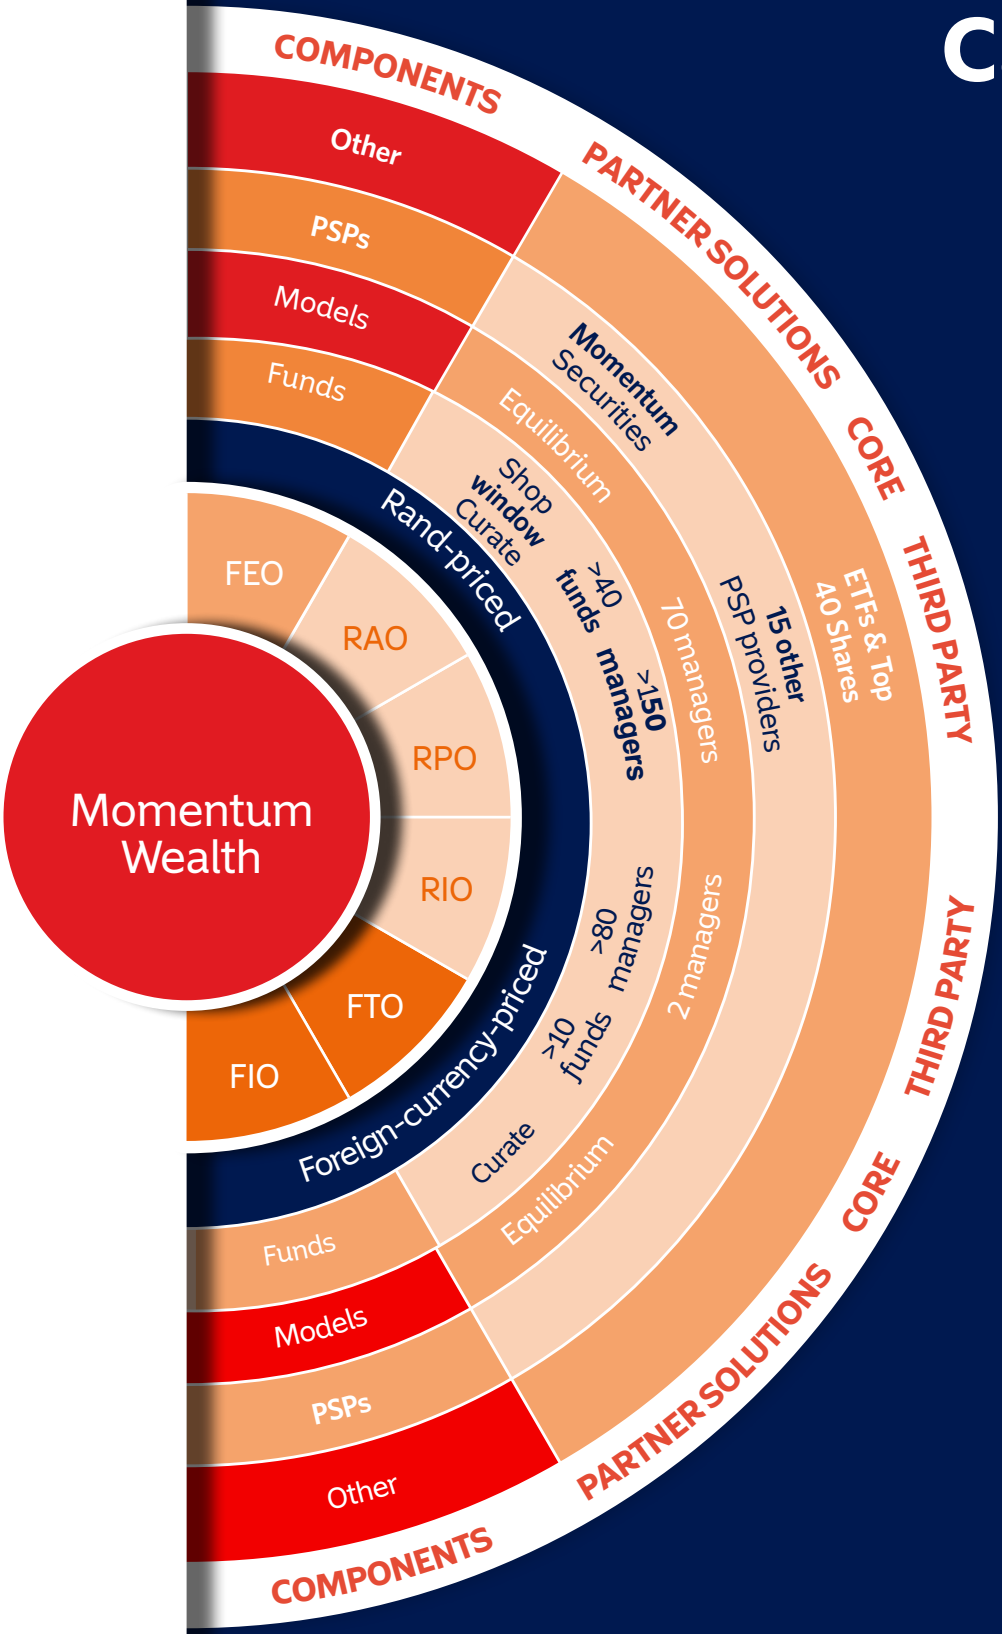 C
COMPONENTS
PARTNER SOLUTIONS
CORE
THIRD PARTY
Other
ETFs & Top
40 Shares
PSPs
Momentum
Securities
15 other
PSP providers
Models
Equilibrium
70 managers
Funds
Shop
window
Curate
>40
funds
>150
managers
Rand-priced
FEO
RAO
RPO
RIO
FTO
FIO
Momentum
Wealth
Foreign-currency-priced
Funds
Curate
>10
funds
>80
managers
Models
Equilibrium
2 managers
PSPs
Other
COMPONENTS
PARTNER SOLUTIONS
CORE
THIRD PARTY